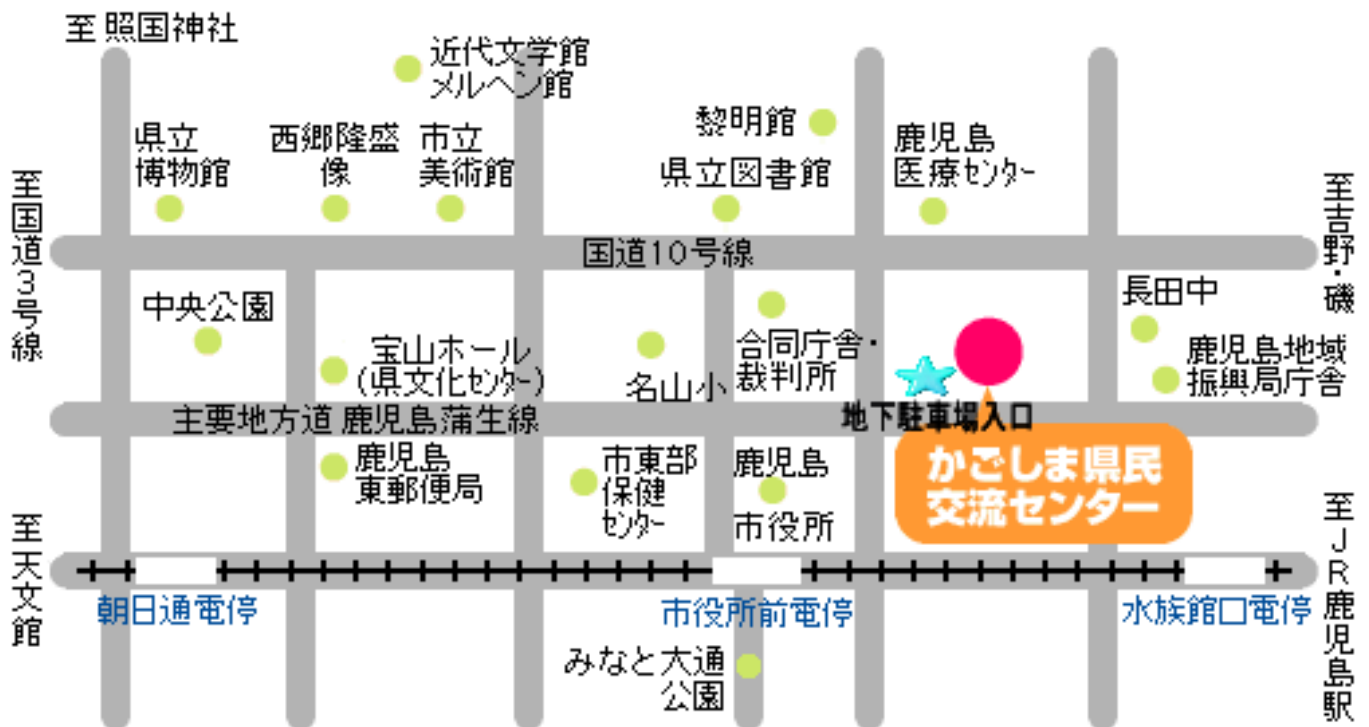 至 照国神社
近代文学館
メルヘン館
黎明館
県立
博物館
西郷隆盛
像
市立
美術館
県立図書館
鹿児島
医療センター
至国道3号線
至吉野・磯
国道10号線
中央公園
宝山ホール
(県文化センター)
名山小
合同庁舎・
裁判所
長田中
鹿児島地域
振興局庁舎
主要地方道 鹿児島蒲生線
地下駐車場入口
かごしま県民
交流センター
鹿児島
東郵便局
市東部
保健
センター
鹿児島
市役所
至天文館
至JR鹿児島駅
朝日通電停
市役所前電停
水族館口電停
みなと大通
公園